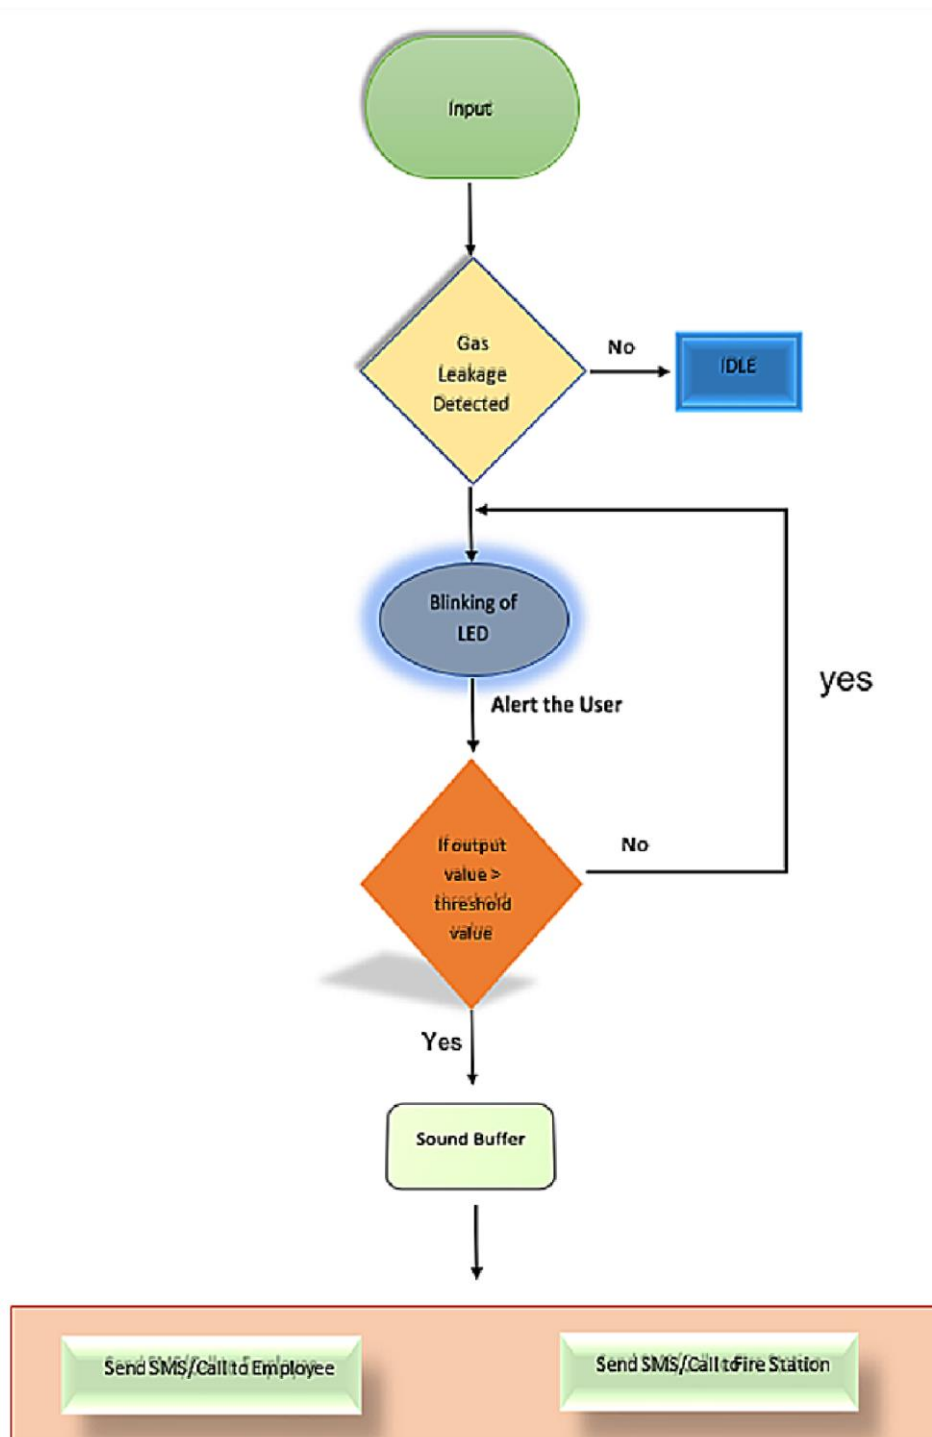 Input
Gas
Leakage
Detected
No
IDLE
Blinking of
LED
yes
Alert the User
If output
value >
threshold
value
No
Yes
Sound Buffer
Send SMS/Call to Employee
Send SMS/Call to Fire Station